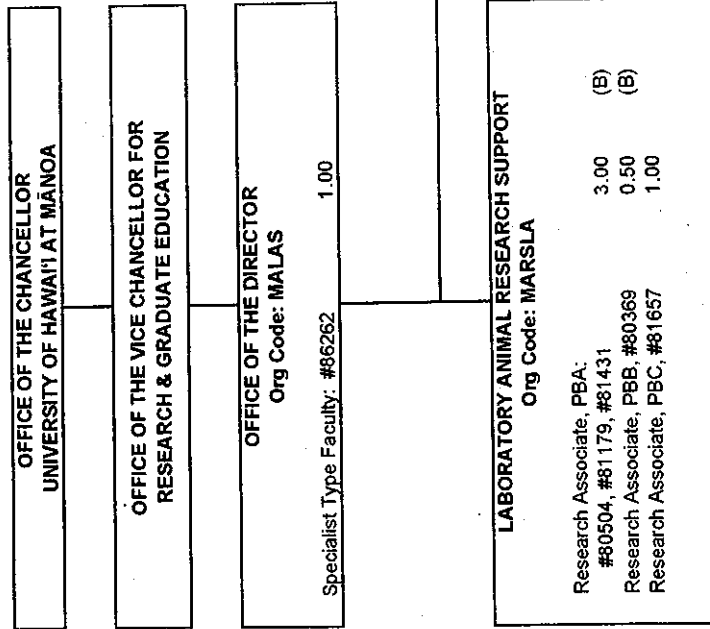 OFFICE OF THE CHANCELLOR
UNIVERSITY OF HAWAI'I AT MĀNOA
OFFICE OF THE VICE CHANCELLOR FOR
RESEARCH & GRADUATE EDUCATION
OFFICE OF THE DIRECTOR
Org Code: MALAS
Specialist Type Faculty: #86262 1.00
LABORATORY ANIMAL RESEARCH SUPPORT
Org Code: MARSLA
Research Associate, PBA:
#80504, #81179, #81431 3.00 (B)
Research Associate, PBB, #80369 0.50 (B)
Research Associate, PBC, #81657 1.00